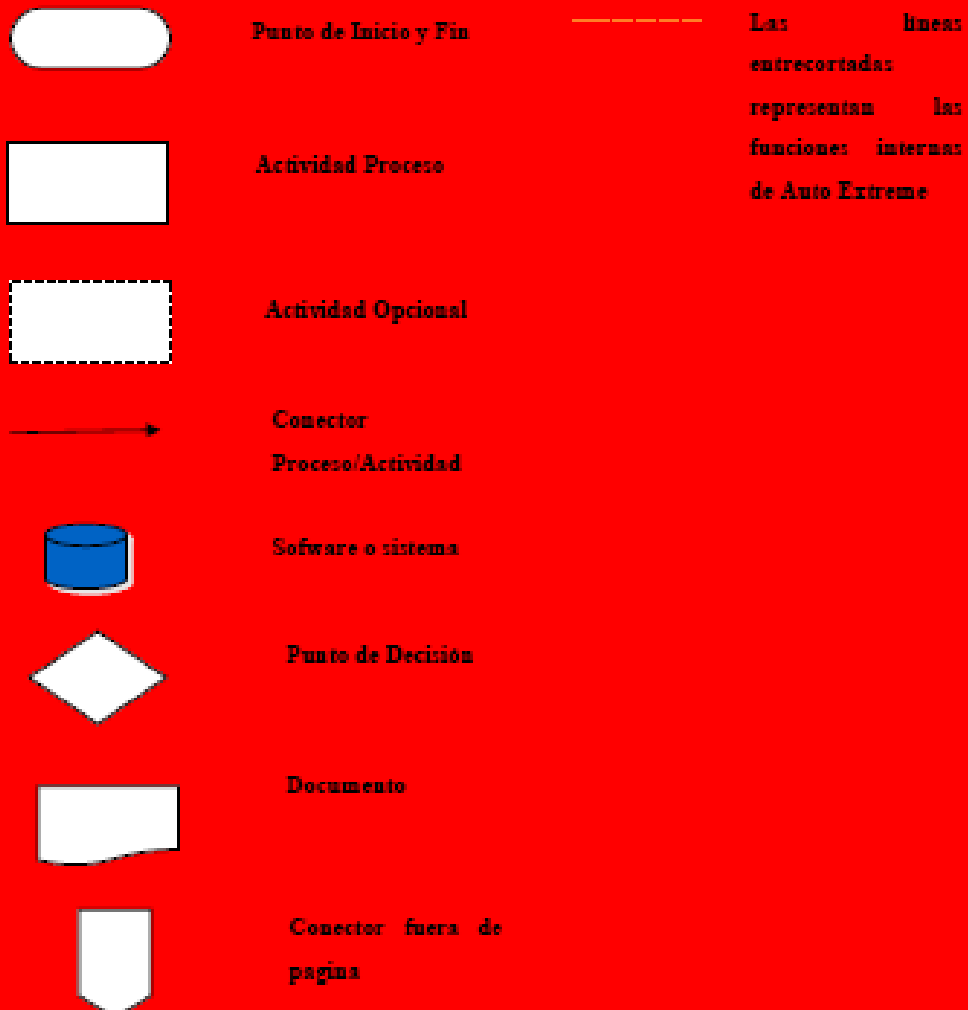 Punto de Inicio y Fin
Actividad Proceso
Actividad Opcional
Conector
Proceso/Actividad
Sofware o sistema
Punto de Decisión
Documento
Conector fuera de
pagina
Las lineas
entrecortadas
representan las
funciones internas
de Auto Extreme